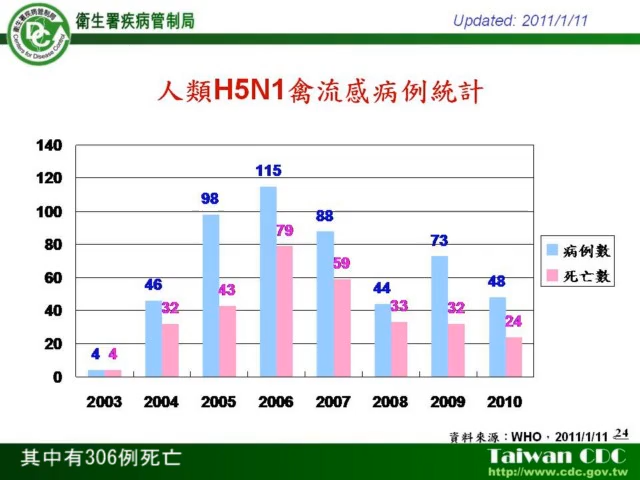 衛生署疾病管制局
Updated: 2011/1/11
人類H5N1禽流感病例統計
140
120
100
80
60
40
20
0
4 4
46 32
98 43
115 79
88 59
44 33
73 32
48 24
2003 2004 2005 2006 2007 2008 2009 2010
病例數
死亡數
資料來源：WHO，2011/1/11
24
其中有306例死亡
Taiwan CDC
http://www.cdc.gov.tw